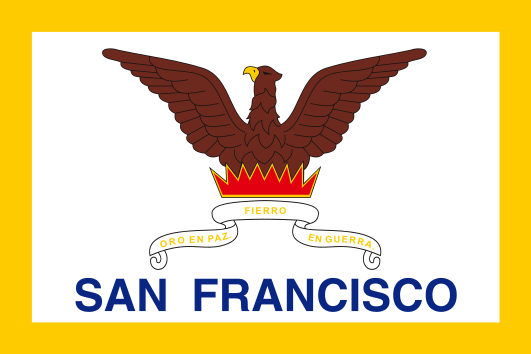 ORO EN PAZ FIERRO EN GUERRA
SAN FRANCISCO